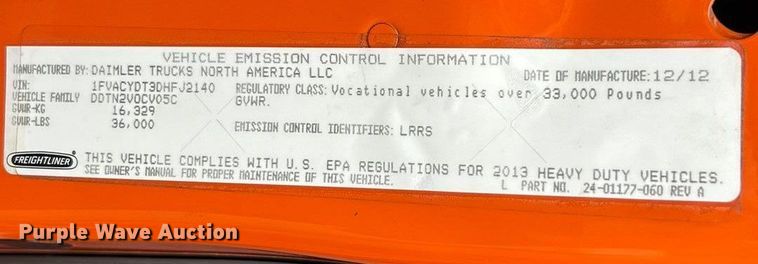 VEHICLE EMISSION CONTROL INFORMATION
MANUFACTURED BY: DAIMLER TRUCKS NORTH AMERICA LLC DATE OF MANUFACTURE: 12/12
VIN: 1FVACYDT3DHFJ2140 REGULATORY CLASS: Vocational vehicles over 33,000 Pounds
VEHICLE FAMILY DDTN2VOCV05C GVWR.
GVWR-KG 16,329
GVWR-LBS 36,000 EMISSION CONTROL IDENTIFIERS: LRRS
FREIGHTLINER THIS VEHICLE COMPLIES WITH U.S. EPA REGULATIONS FOR 2013 HEAVY DUTY VEHICLES.
SEE OWNER'S MANUAL FOR PROPER MAINTENANCE OF THIS VEHICLE. L PART NO. 24-01177-060 REV A
Purple Wave Auction